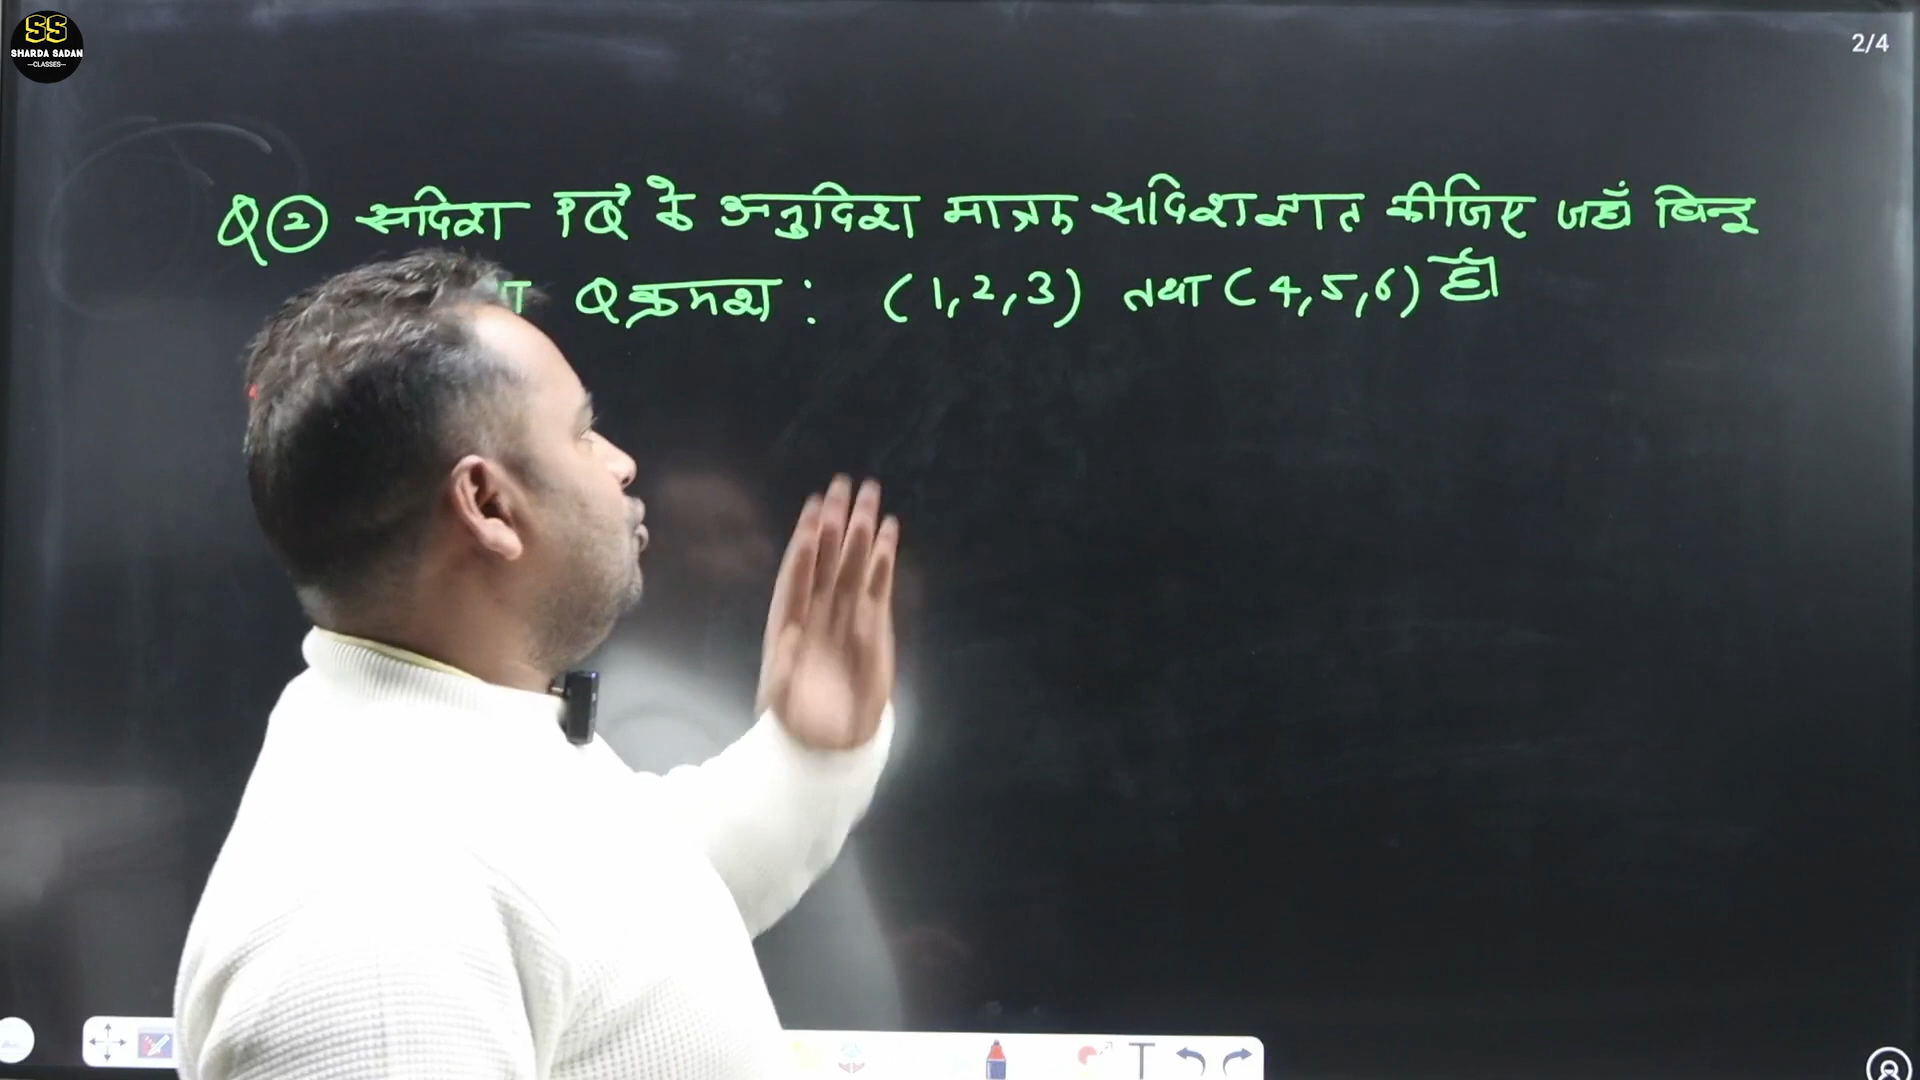 SS
SHARDA SADAN
CLASSES
2/4
Q② सदिश PQ⃗ के अनुदिश मात्रक सदिश ज्ञात कीजिए जहाँ बिन्दु
Q क्रमश: (1,2,3) तथा (4,5,6) हैं।
T